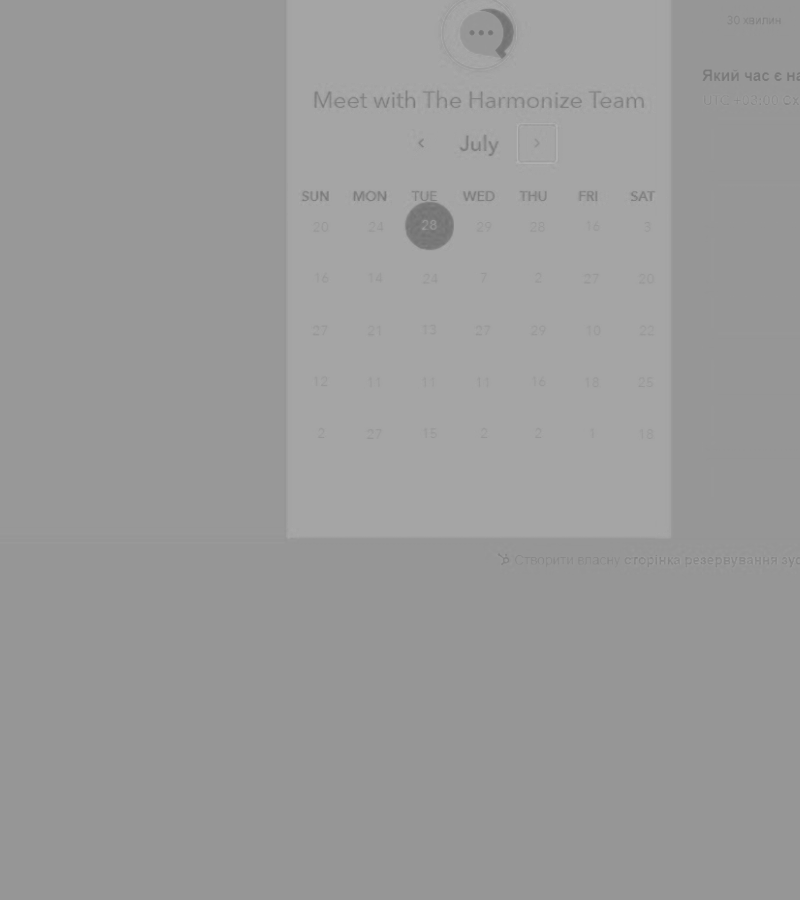 30 хвилин
Який час є на
Meet with The Harmonize Team
UTC +03:00
July
SUN MON TUE WED THU FRI SAT
20 24 28 29 28 16 3
16 14 24 7 2 27 20
27 21 13 27 29 10 22
12 11 11 11 16 18 25
2 27 15 2 2 1 18
Створити власну сторінка резервування зус